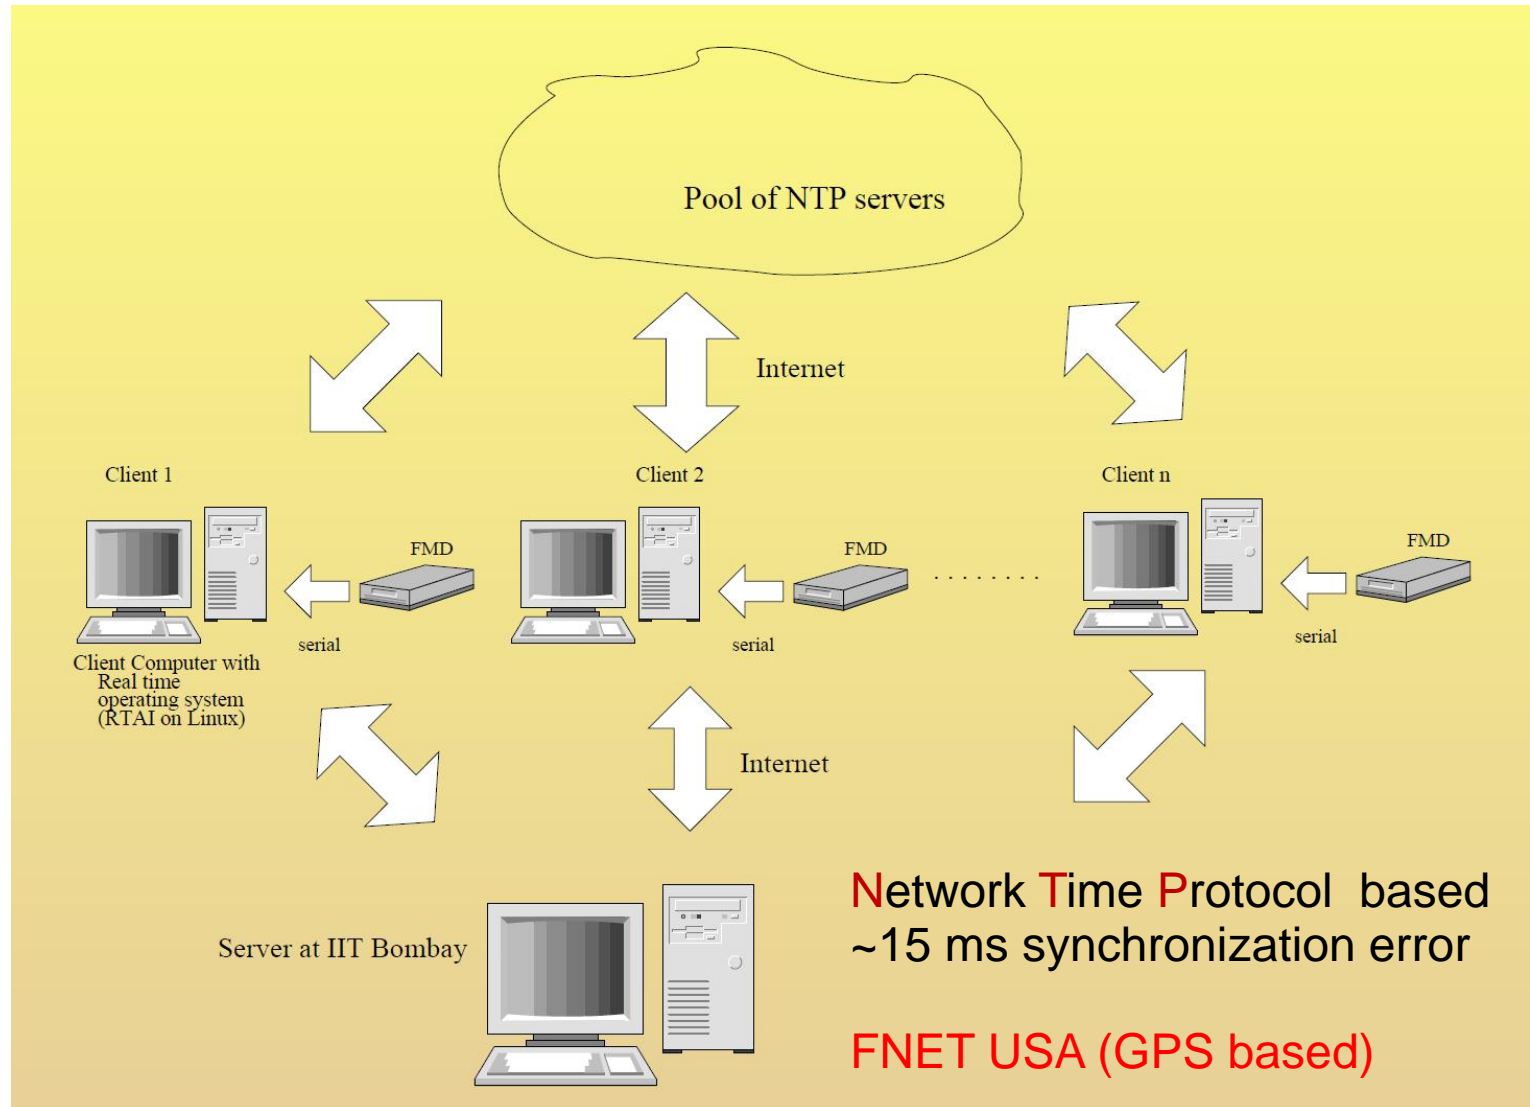 Pool of NTP servers
Internet
Client 1
Client 2
Client n
FMD
FMD
. . . . . . . .
FMD
serial
serial
serial
Client Computer with
Real time
operating system
(RTAI on Linux)
Internet
Server at IIT Bombay
Network Time Protocol based
~15 ms synchronization error
FNET USA (GPS based)